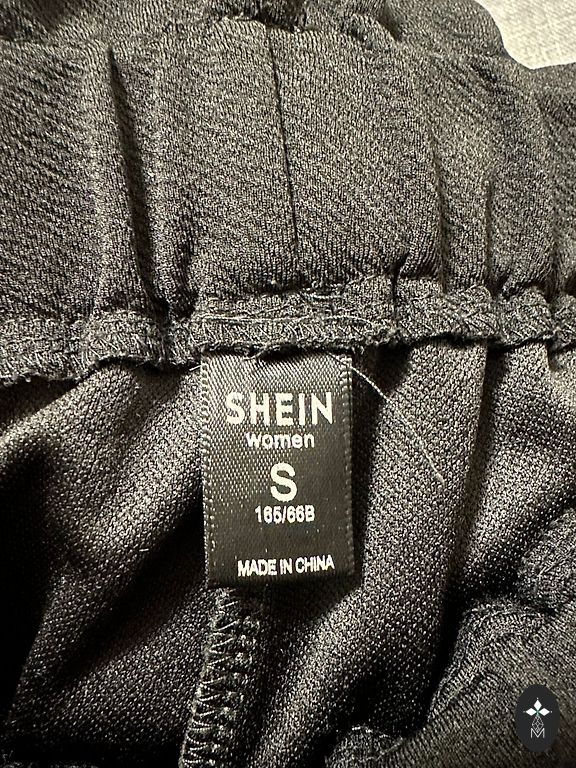 SHEIN
women
S
165/66B
MADE IN CHINA
M